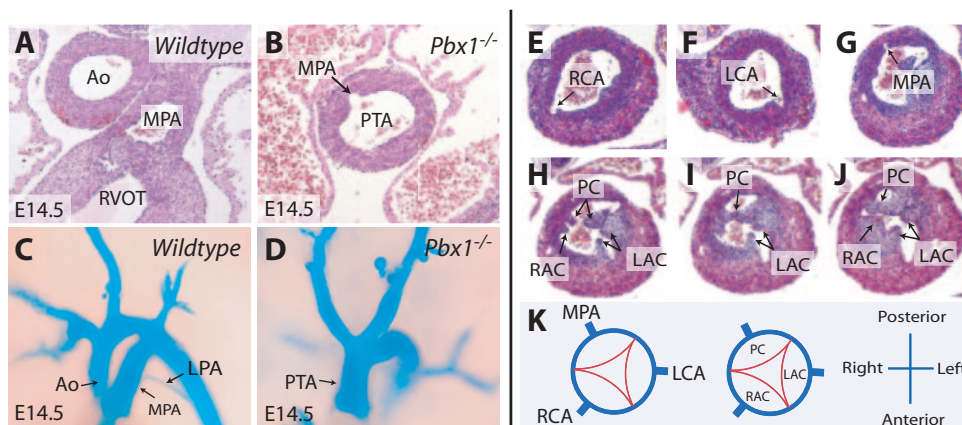 A
Wildtype
Ao
MPA
RVOT
E14.5
B
Pbx1-/-
MPA
PTA
E14.5
C
Wildtype
Ao
MPA
LPA
E14.5
D
Pbx1-/-
PTA
E14.5
E
RCA
F
LCA
G
MPA
H
PC
RAC
LAC
I
PC
LAC
J
PC
RAC
LAC
K
MPA
LCA
RCA
PC
LAC
RAC
Posterior
Right
Left
Anterior